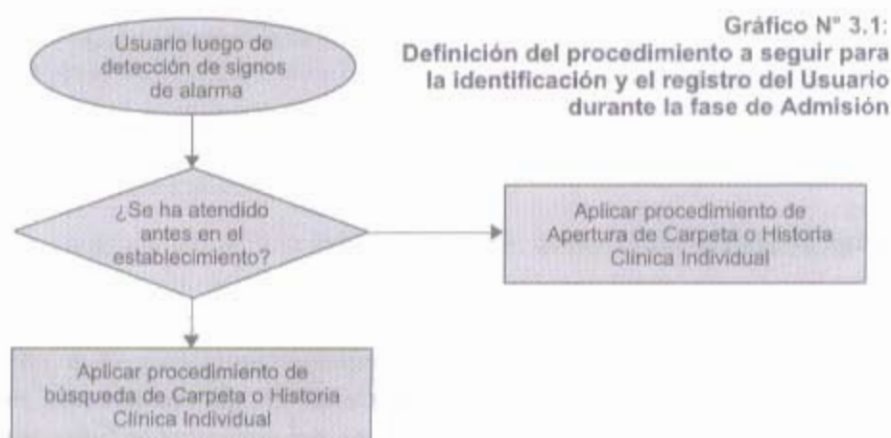 Gráfico N° 3.1:
Definición del procedimiento a seguir para
la identificación y el registro del Usuario
durante la fase de Admisión
Usuario luego de
detección de signos
de alarma
¿Se ha atendido
antes en el
establecimiento?
Aplicar procedimiento de
Apertura de Carpeta o Historia
Clínica Individual
Aplicar procedimiento de
búsqueda de Carpeta o Historia
Clínica Individual